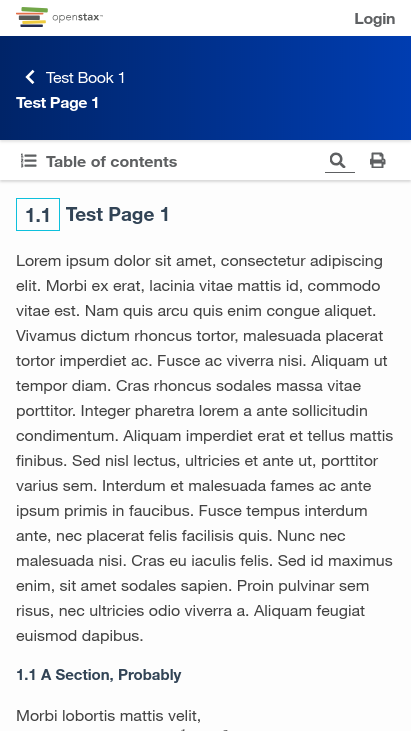 openstax™
Login
Test Book 1
Test Page 1
Table of contents
1.1 Test Page 1
Lorem ipsum dolor sit amet, consectetur adipiscing
elit. Morbi ex erat, lacinia vitae mattis id, commodo
vitae est. Nam quis arcu quis enim congue aliquet.
Vivamus dictum rhoncus tortor, malesuada placerat
tortor imperdiet ac. Fusce ac viverra nisi. Aliquam ut
tempor diam. Cras rhoncus sodales massa vitae
porttitor. Integer pharetra lorem a ante sollicitudin
condimentum. Aliquam imperdiet erat et tellus mattis
finibus. Sed nisl lectus, ultricies et ante ut, porttitor
varius sem. Interdum et malesuada fames ac ante
ipsum primis in faucibus. Fusce tempus interdum
ante, nec placerat felis facilisis quis. Nunc nec
malesuada nisi. Cras eu iaculis felis. Sed id maximus
enim, sit amet sodales sapien. Proin pulvinar sem
risus, nec ultricies odio viverra a. Aliquam feugiat
euismod dapibus.
1.1 A Section, Probably
Morbi lobortis mattis velit,